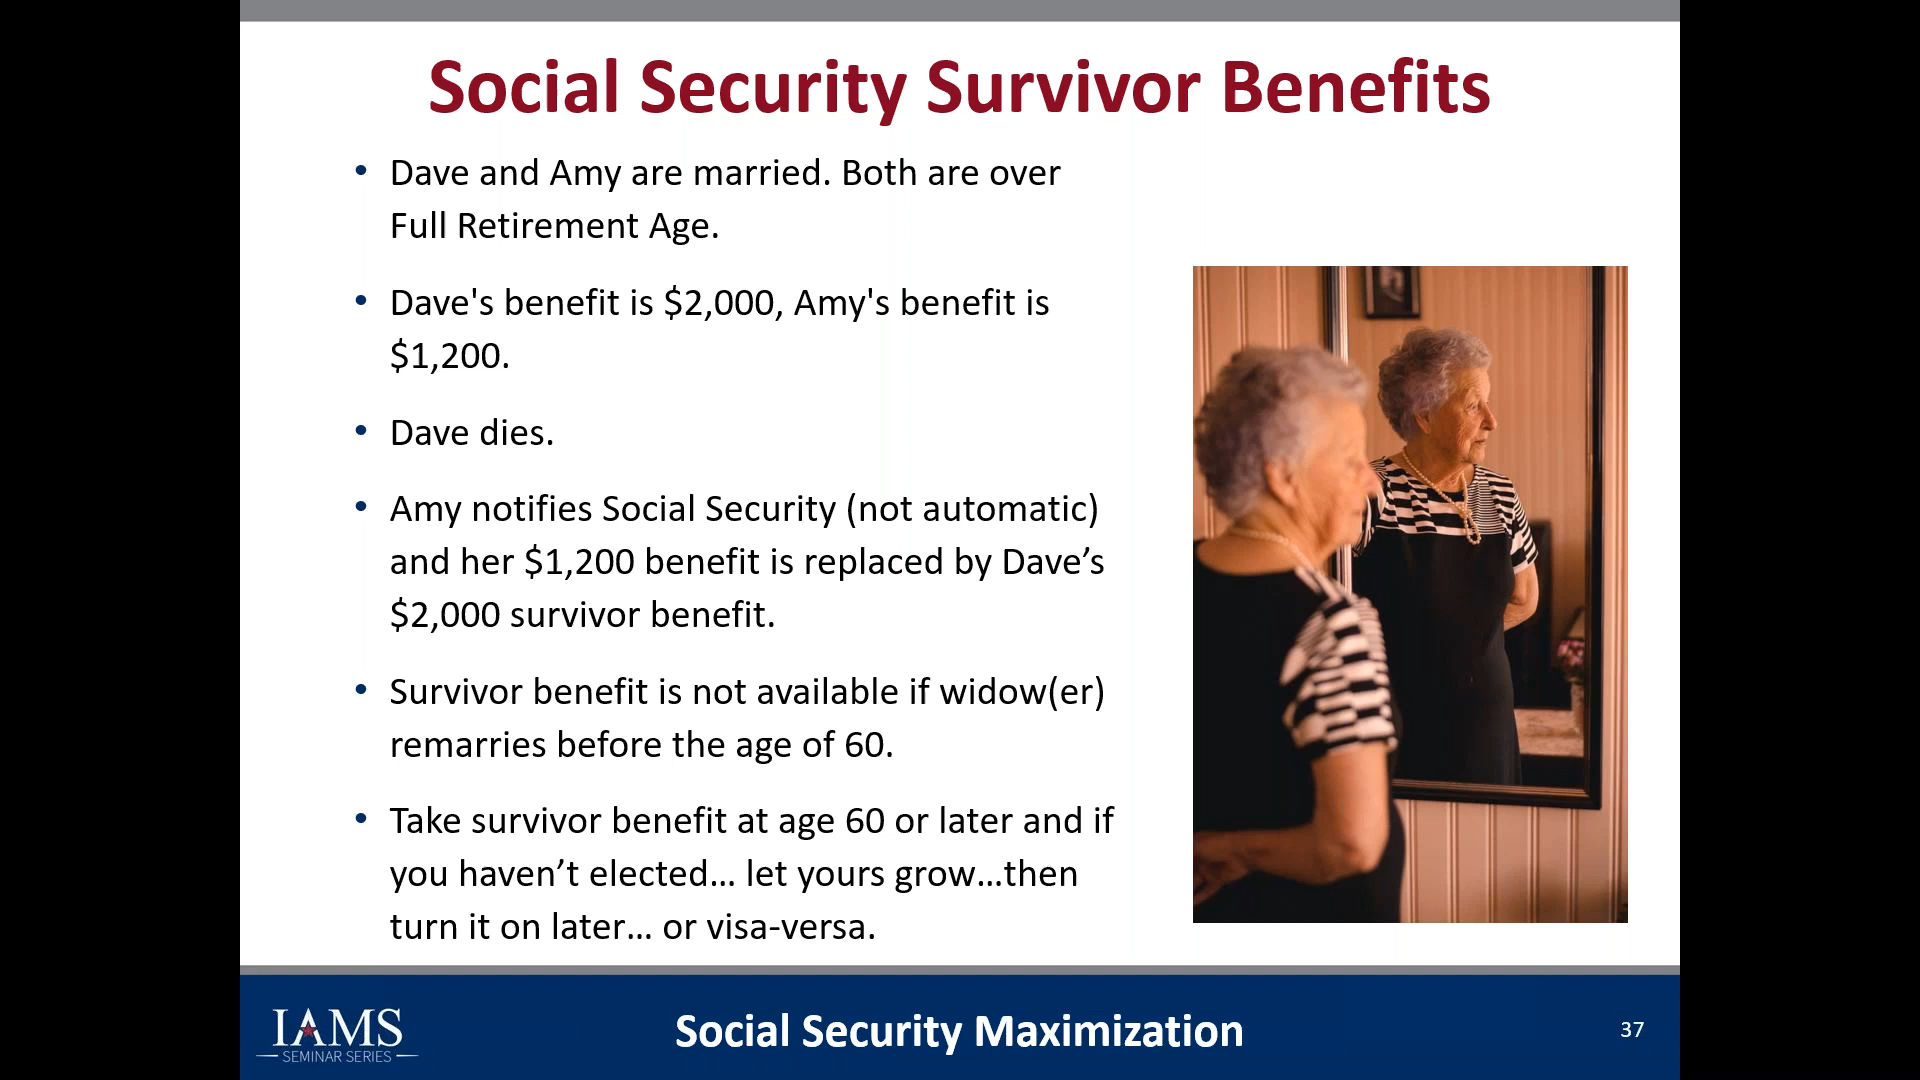 Social Security Survivor Benefits
• Dave and Amy are married. Both are over
Full Retirement Age.
• Dave's benefit is $2,000, Amy's benefit is
$1,200.
• Dave dies.
• Amy notifies Social Security (not automatic)
and her $1,200 benefit is replaced by Dave’s
$2,000 survivor benefit.
• Survivor benefit is not available if widow(er)
remarries before the age of 60.
• Take survivor benefit at age 60 or later and if
you haven’t elected… let yours grow…then
turn it on later… or visa-versa.
IAMS
SEMINAR SERIES
Social Security Maximization
37